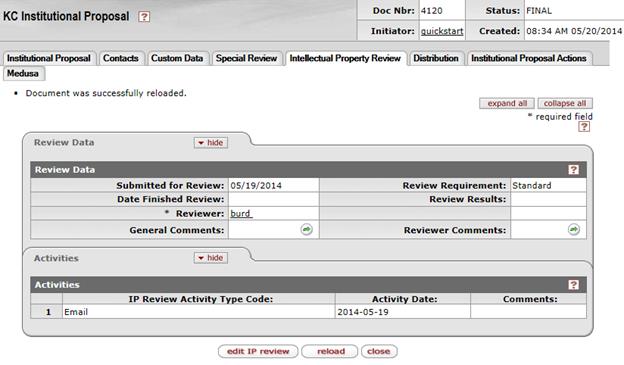 KC Institutional Proposal ?
Doc Nbr: 4120 Status: FINAL
Initiator: quickstart Created: 08:34 AM 05/20/2014
Institutional Proposal Contacts Custom Data Special Review Intellectual Property Review Distribution Institutional Proposal Actions
Medusa
• Document was successfully reloaded.
expand all collapse all
* required field
?
Review Data hide
Review Data ?
Submitted for Review: 05/19/2014 Review Requirement: Standard
Date Finished Review: Review Results:
* Reviewer: burd
General Comments: Reviewer Comments:
Activities hide
Activities ?
IP Review Activity Type Code: Activity Date: Comments:
1 Email 2014-05-19
edit IP review reload close